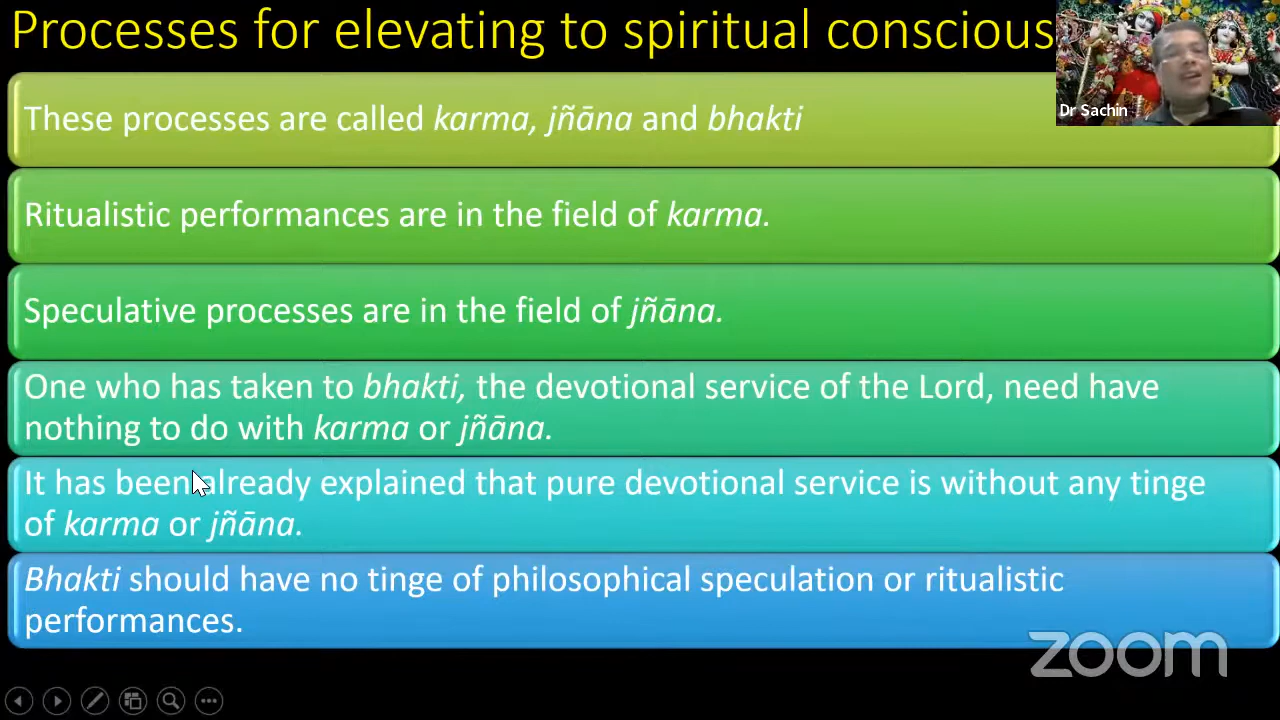 Processes for elevating to spiritual conscious
Dr Sachin
These processes are called karma, jñāna and bhakti
Ritualistic performances are in the field of karma.
Speculative processes are in the field of jñāna.
One who has taken to bhakti, the devotional service of the Lord, need have
nothing to do with karma or jñāna.
It has been already explained that pure devotional service is without any tinge
of karma or jñāna.
Bhakti should have no tinge of philosophical speculation or ritualistic
performances.
zoom